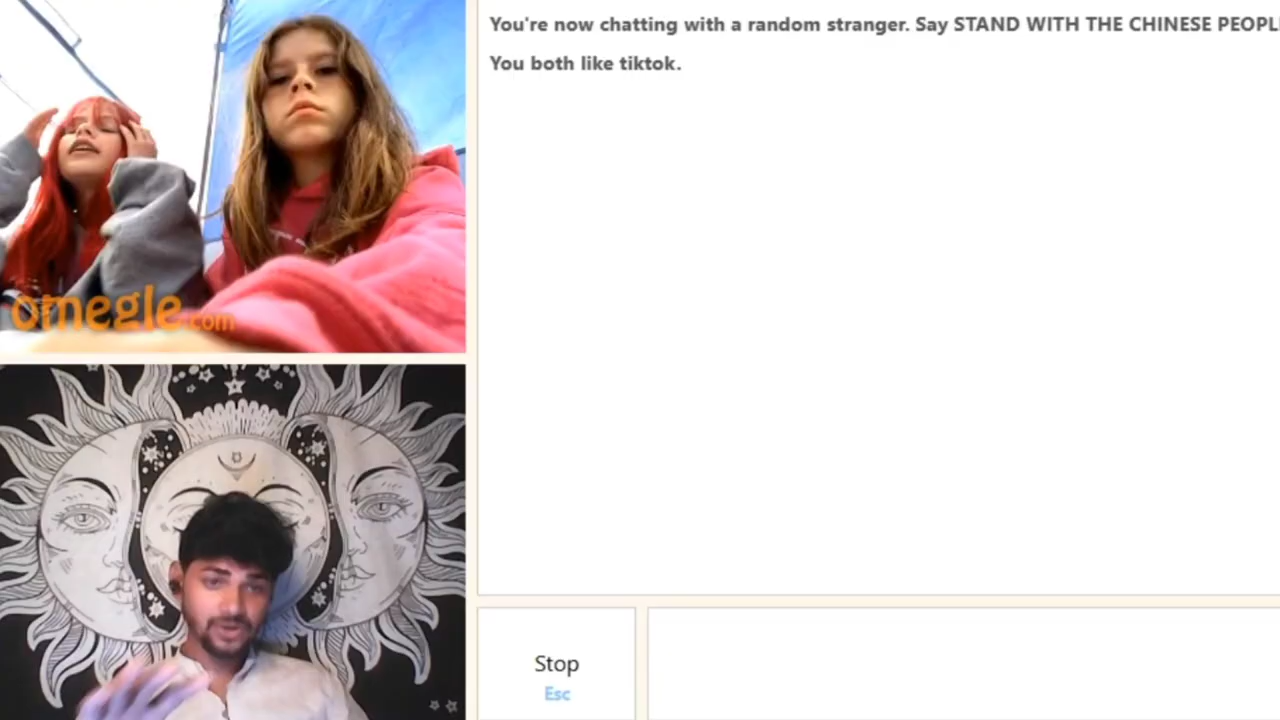 You're now chatting with a random stranger. Say STAND WITH THE CHINESE PEOPLE
You both like tiktok.
omegle.com
Stop
Esc